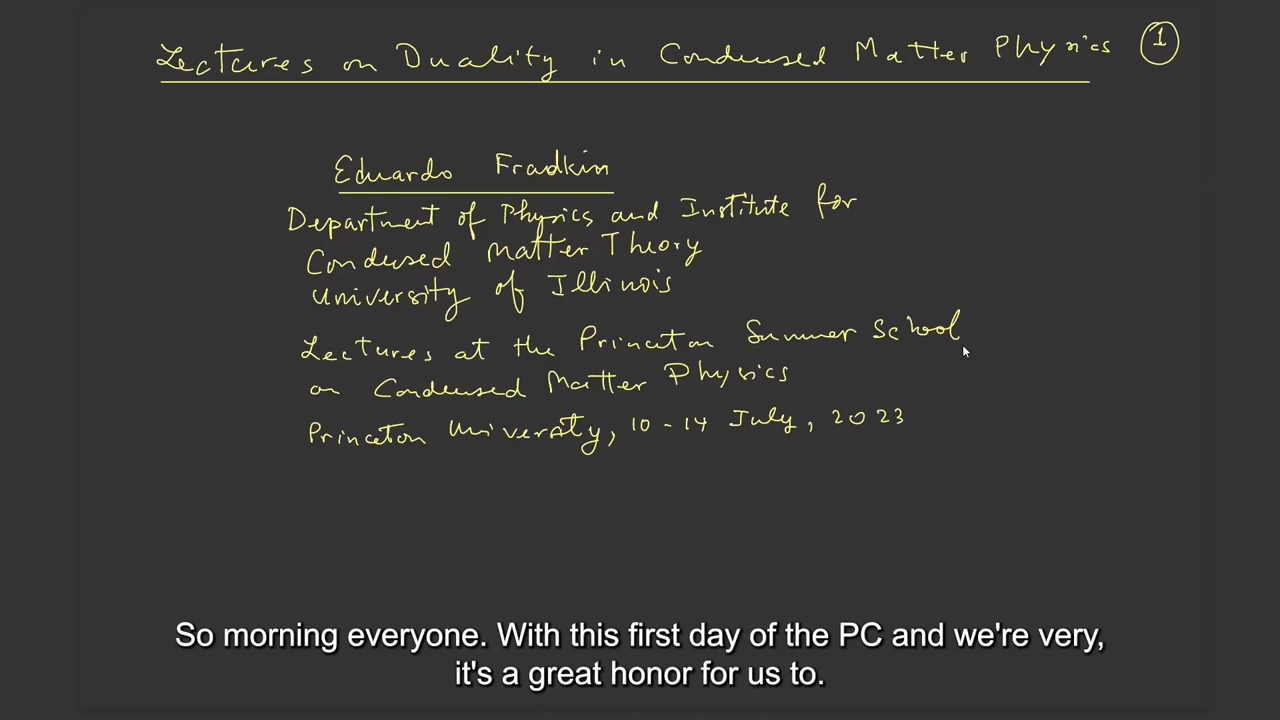 Lectures on Duality in Condensed Matter Physics 1
Eduardo Fradkin
Department of Physics and Institute for
Condensed Matter Theory
University of Illinois
Lectures at the Princeton Summer School
on Condensed Matter Physics
Princeton University, 10-14 July, 2023
So morning everyone. With this first day of the PC and we're very,
it's a great honor for us to.